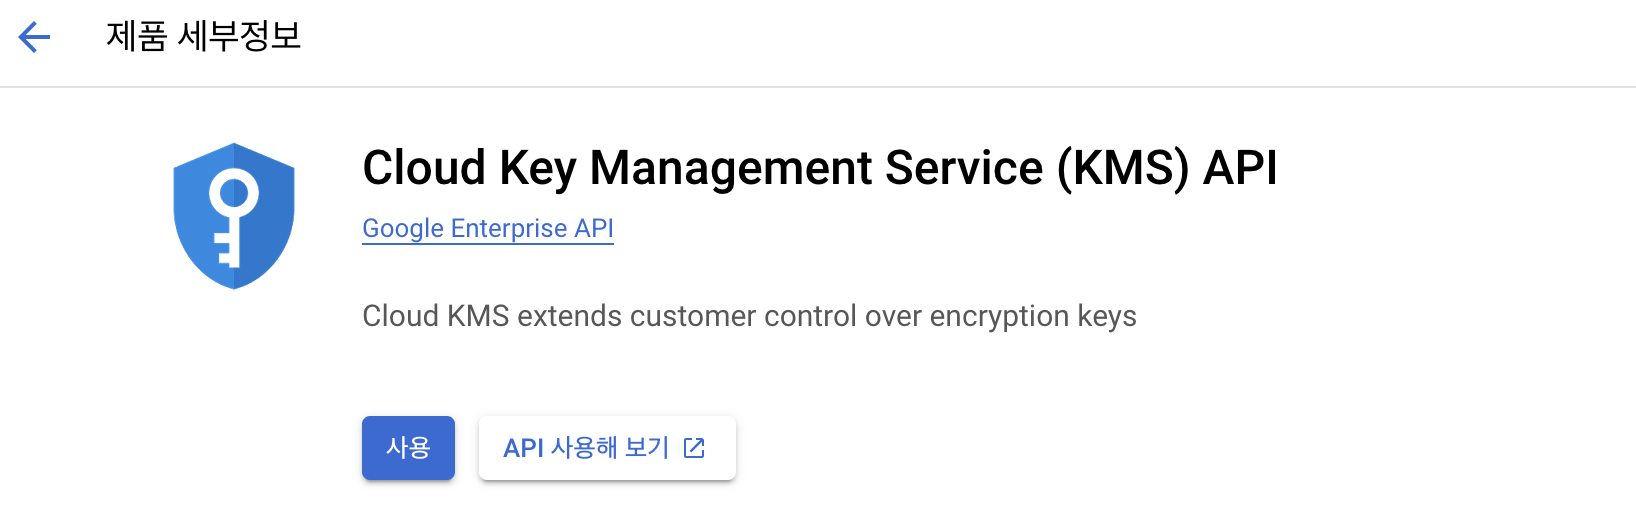 제품 세부정보
Cloud Key Management Service (KMS) API
Google Enterprise API
Cloud KMS extends customer control over encryption keys
사용
API 사용해 보기